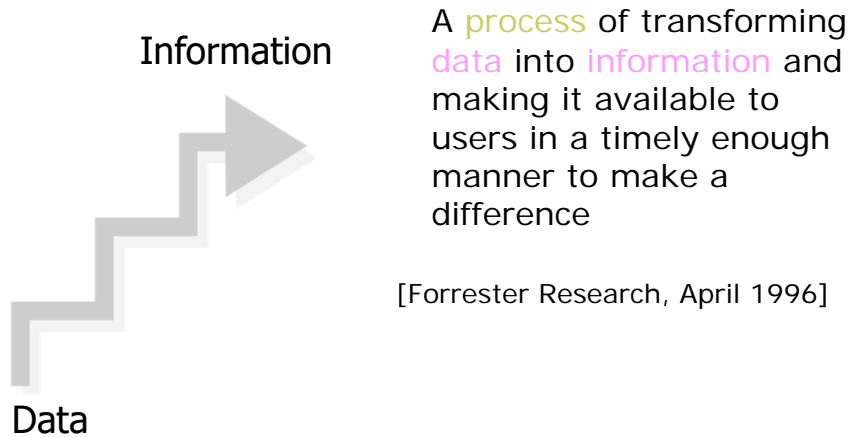 Information
A process of transforming
data into information and
making it available to
users in a timely enough
manner to make a
difference
[Forrester Research, April 1996]
Data